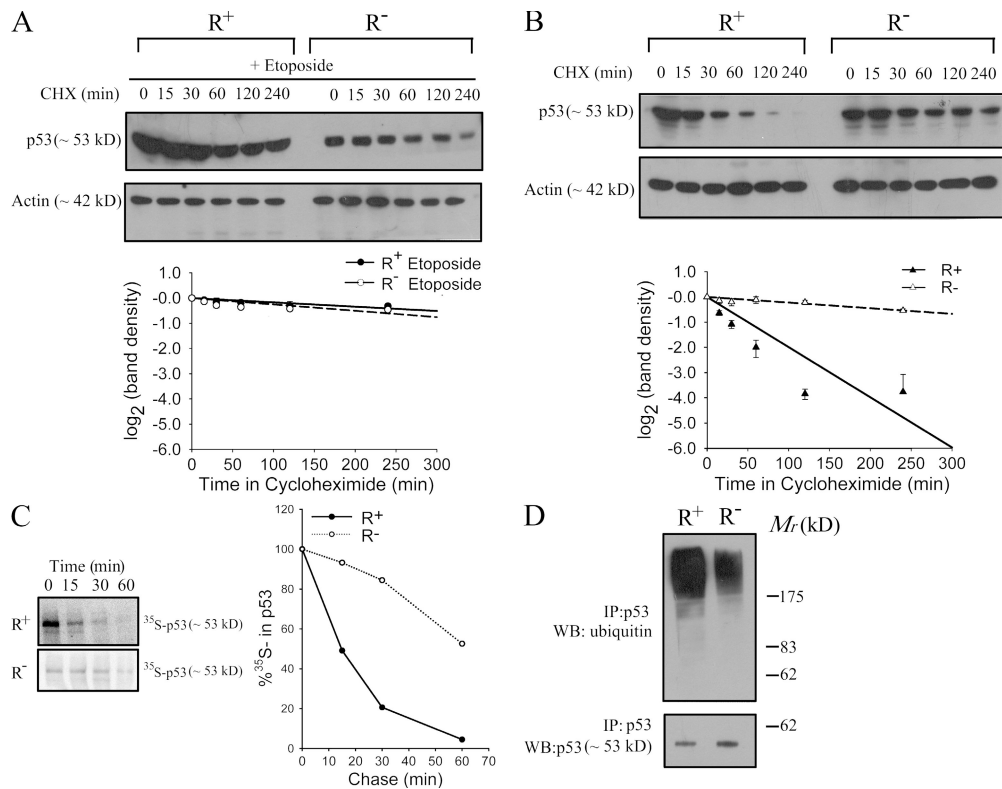 A
R+ R-
+ Etoposide
CHX (min) 0 15 30 60 120 240 0 15 30 60 120 240
p53(~ 53 kD)
Actin (~ 42 kD)
R+ Etoposide
R- Etoposide
1.0
-0.0
-1.0
-2.0
-3.0
-4.0
-5.0
-6.0
log2 (band density)
0 50 100 150 200 250 300
Time in Cycloheximide (min)
B
R+ R-
CHX (min) 0 15 30 60 120 240 0 15 30 60 120 240
p53(~ 53 kD)
Actin (~ 42 kD)
R+
R-
1.0
-0.0
-1.0
-2.0
-3.0
-4.0
-5.0
-6.0
log2 (band density)
0 50 100 150 200 250 300
Time in Cycloheximide (min)
C
Time (min)
0 15 30 60
R+ 35S-p53(~ 53 kD)
R- 35S-p53(~ 53 kD)
R+
R-
120
100
80
60
40
20
0
%35S- in p53
0 10 20 30 40 50 60 70
Chase (min)
D
R+ R- Mr(kD)
IP:p53
WB: ubiquitin
175
83
62
IP:p53
WB:p53(~ 53 kD)
62